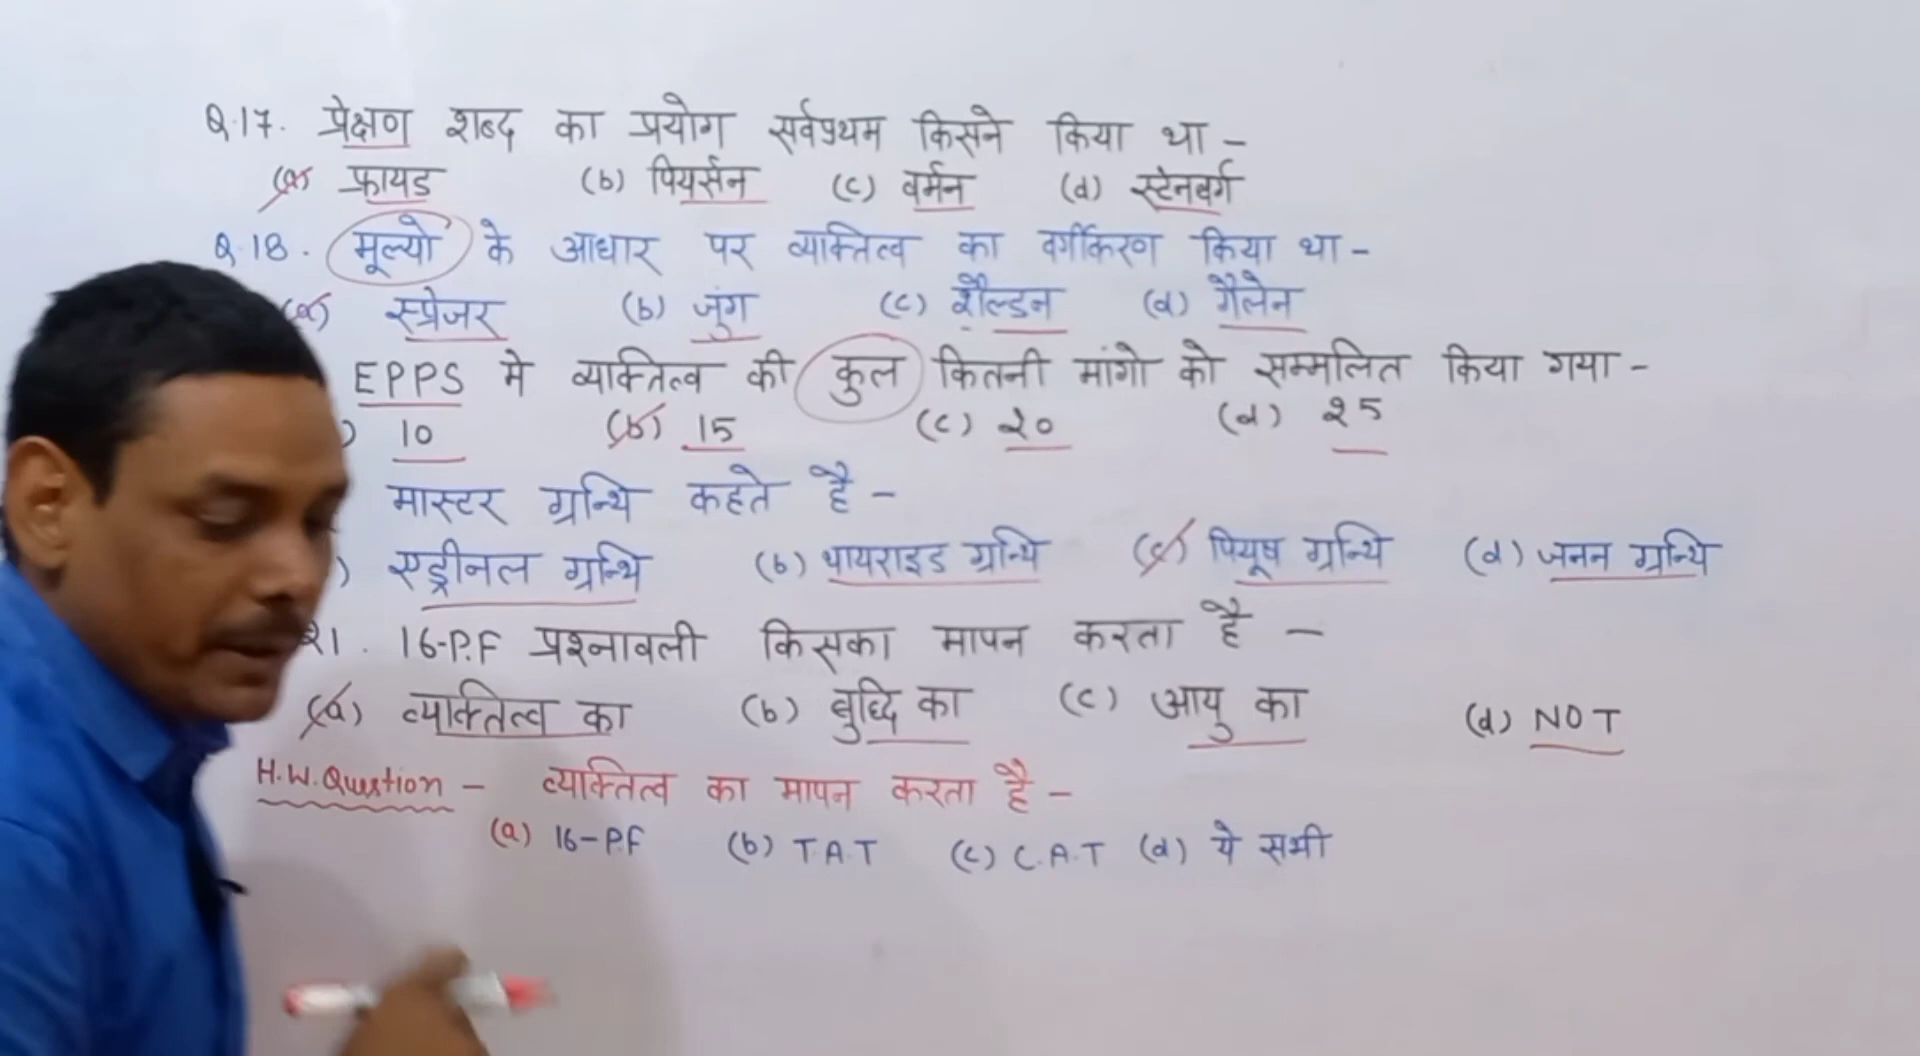 Q.17. प्रेक्षण शब्द का प्रयोग सर्वप्रथम किसने किया था -
(a) फ्रायड (b) पियर्सन (c) वर्मन (d) स्टेनवर्ग
Q.18. मूल्यो के आधार पर व्यक्तित्व का वर्गीकरण किया था -
(a) स्प्रेजर (b) जुंग (c) शैल्डन (d) गैलेन
EPPS मे व्यक्तित्व की कुल कितनी मांगो को सम्मलित किया गया -
) 10 (b) 15 (c) 20 (d) 25
मास्टर ग्रन्थि कहते है -
) एड्रीनल ग्रन्थि (b) थायराइड ग्रन्थि (c) पियूष ग्रन्थि (d) जनन ग्रन्थि
21. 16-P.F प्रश्नावली किसका मापन करता है -
(a) व्यक्तित्व का (b) बुद्धि का (c) आयु का (d) NOT
H.W. Question - व्यक्तित्व का मापन करता है -
(a) 16-P.F (b) T.A.T (c) C.A.T (d) ये सभी